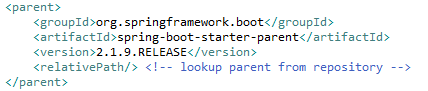 <parent>
<groupId>org.springframework.boot</groupId>
<artifactId>spring-boot-starter-parent</artifactId>
<version>2.1.9.RELEASE</version>
<relativePath/> <!-- lookup parent from repository -->
</parent>